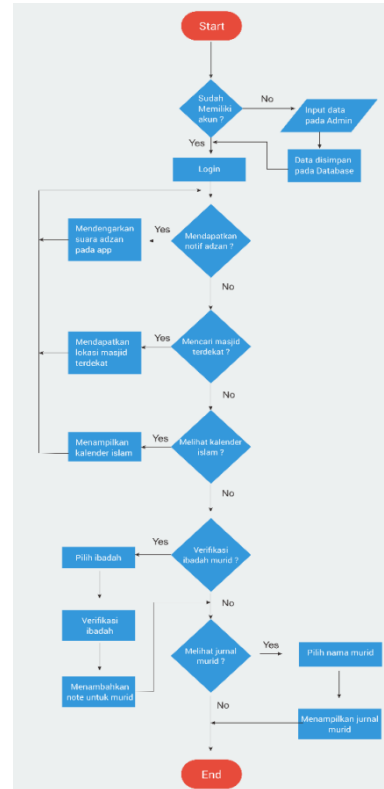 Start
Sudah
Memiliki
akun ?
No
Input data
pada Admin
Yes
Data disimpan
pada Database
Login
Mendengarkan
suara adzan
pada app
Yes
Mendapatkan
notif adzan ?
No
Mendapatkan
lokasi masjid
terdekat
Yes
Mencari masjid
terdekat ?
No
Menampilkan
kalender islam
Yes
Melihat kalender
islam ?
No
Pilih ibadah
Yes
Verifikasi
ibadah murid ?
No
Verifikasi
ibadah
Menambahkan
note untuk murid
Melihat jurnal
murid ?
Yes
Pilih nama murid
No
Menampilkan jurnal
murid
End